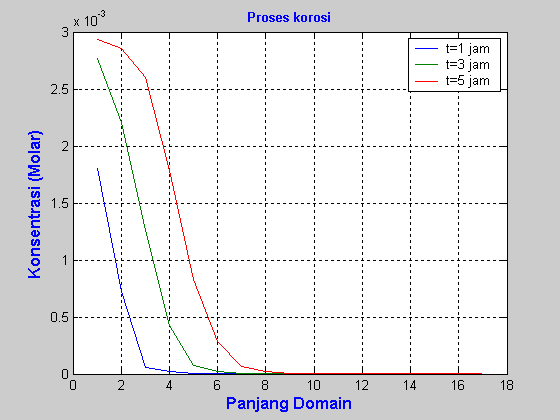 Proses korosi
x 10⁻³
t=1 jam
t=3 jam
t=5 jam
3
2.5
2
1.5
1
0.5
0
Konsentrasi (Molar)
0 2 4 6 8 10 12 14 16 18
Panjang Domain